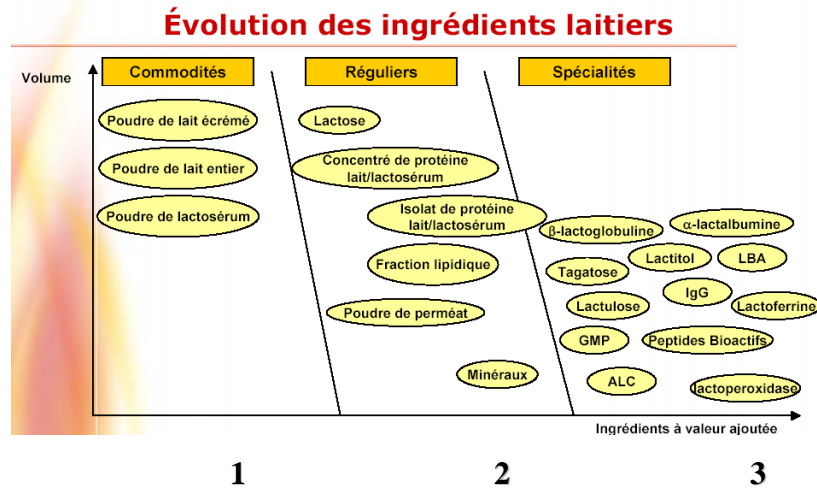 Évolution des ingrédients laitiers
Volume
Commodités
Réguliers
Spécialités
Poudre de lait écrémé
Poudre de lait entier
Poudre de lactosérum
Lactose
Concentré de protéine
lait/lactosérum
Isolat de protéine
lait/lactosérum
Fraction lipidique
Poudre de perméat
Minéraux
β-lactoglobuline
α-lactalbumine
Lactitol
LBA
Tagatose
IgG
Lactulose
Lactoferrine
GMP
Peptides Bioactifs
ALC
lactoperoxidase
Ingrédients à valeur ajoutée
1
2
3